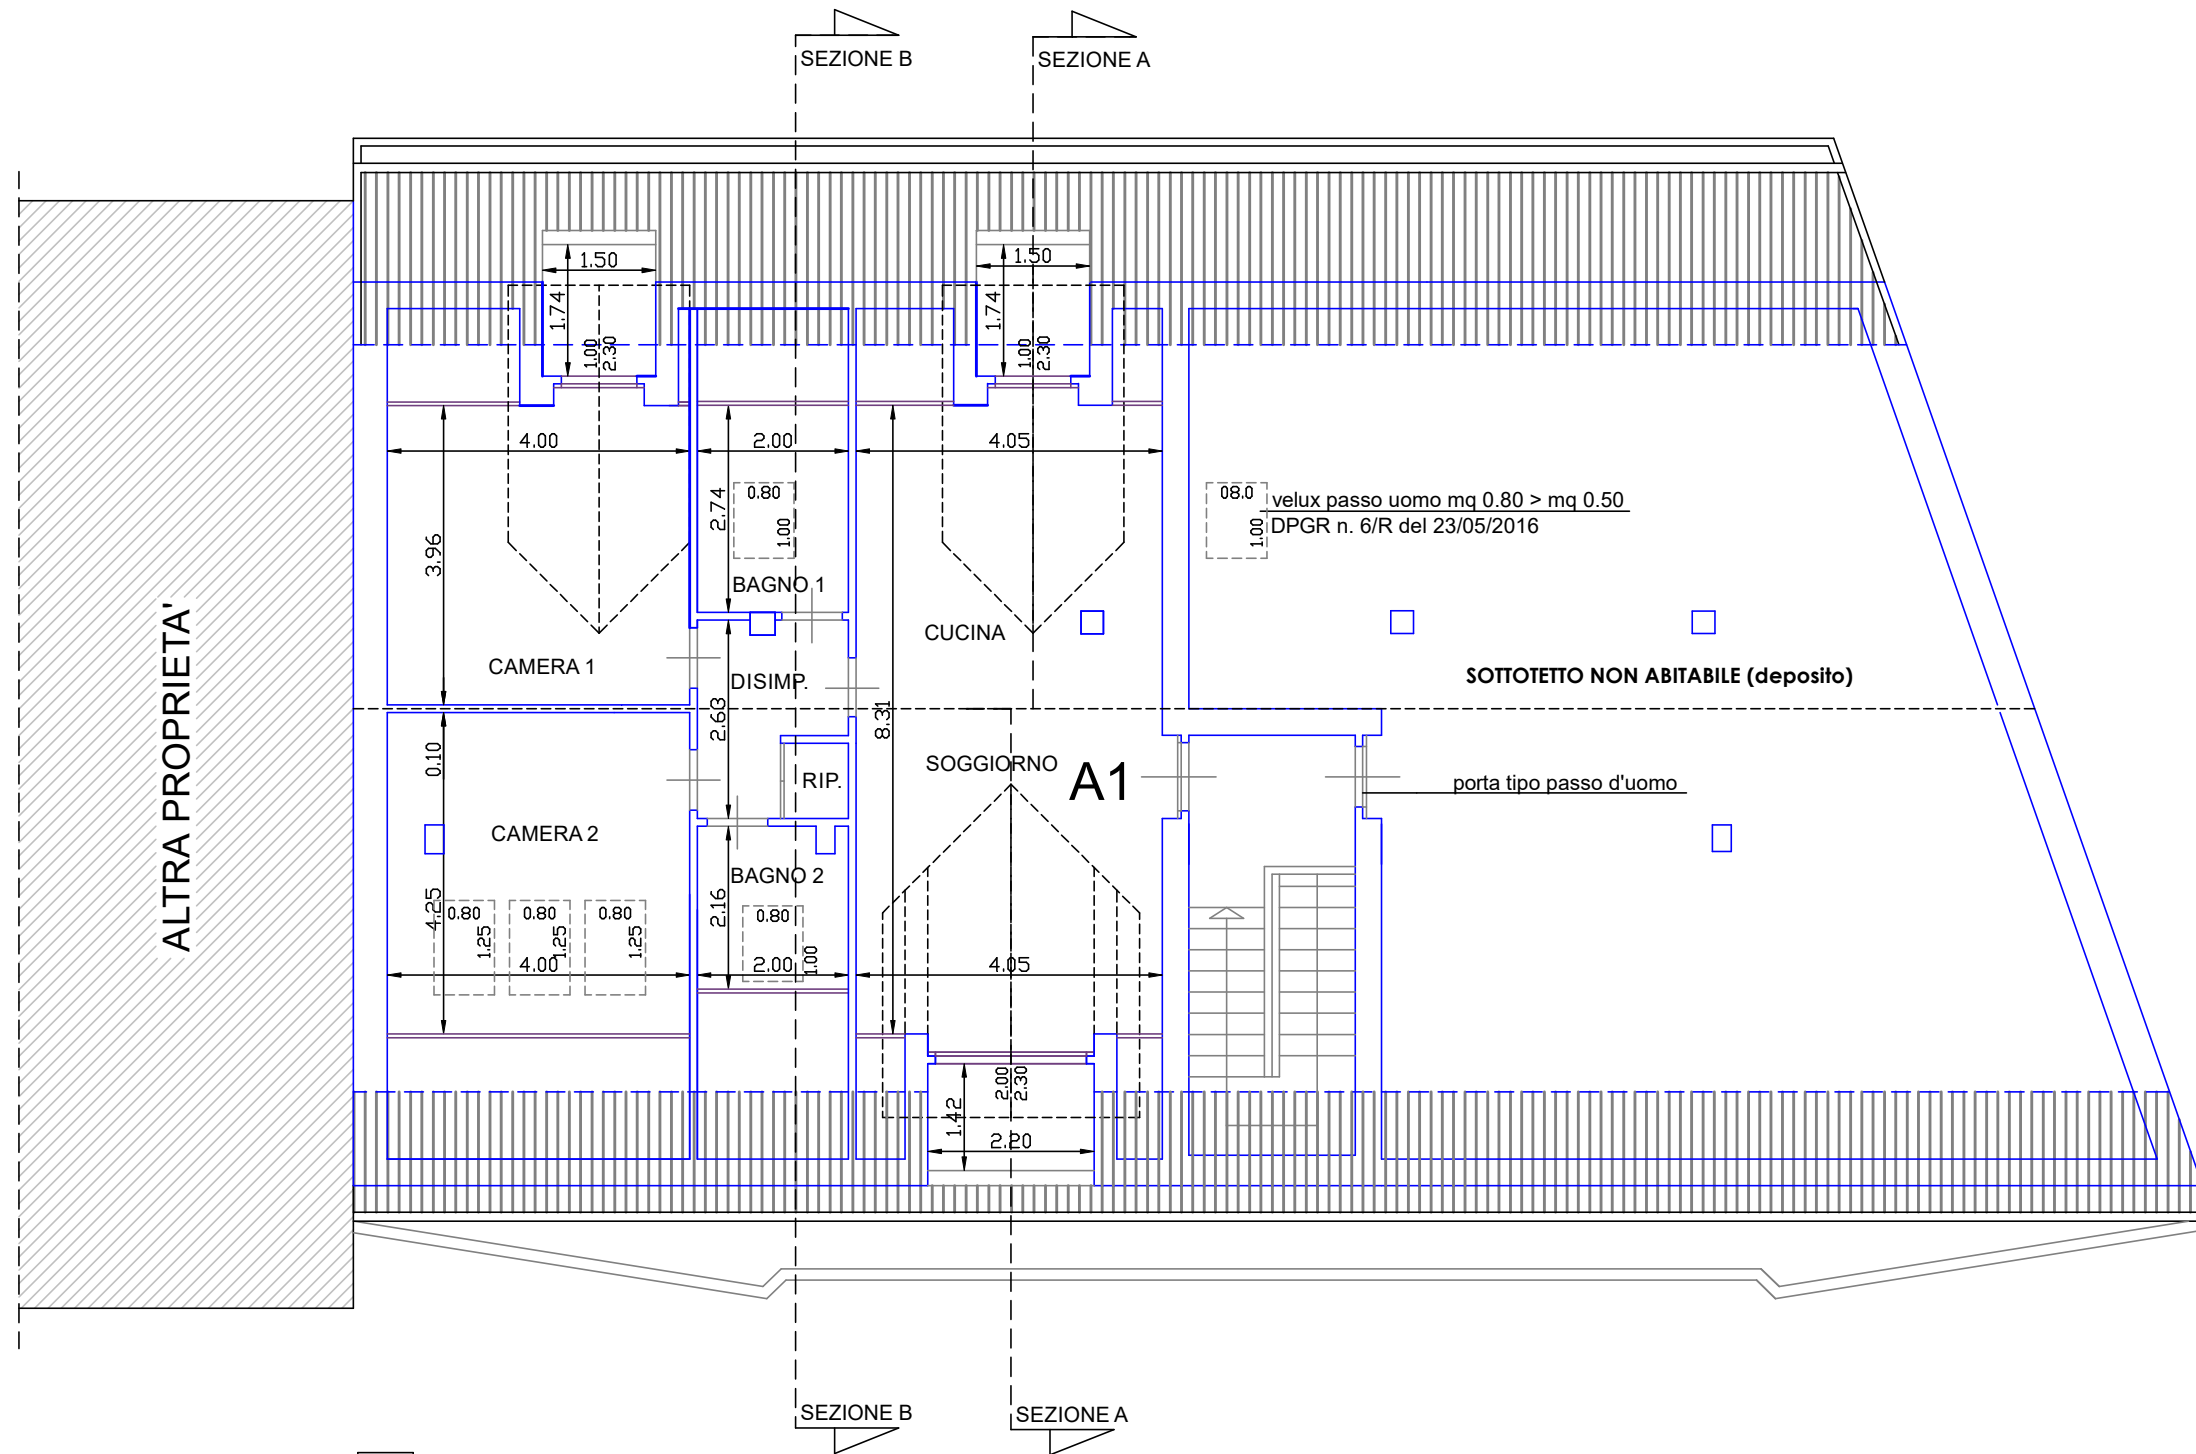 SEZIONE B
SEZIONE A
1.50
1.50
1.74
1.00
2.30
1.74
1.00
2.30
4.00
2.00
4.05
0.80
1.00
2.74
3.96
0.80
1.00
velux passo uomo mq 0.80 > mq 0.50
DPGR n. 6/R del 23/05/2016
BAGNO 1
CUCINA
CAMERA 1
DISIMP.
SOTTOTETTO NON ABITABILE (deposito)
2.63
8.31
0.10
SOGGIORNO
A1
RIP.
porta tipo passo d'uomo
ALTRA PROPRIETA'
CAMERA 2
BAGNO 2
4.25
2.16
0.80
1.25
0.80
1.25
0.80
1.25
0.80
1.00
4.00
2.00
4.05
2.00
2.30
1.42
2.20
SEZIONE B
SEZIONE A